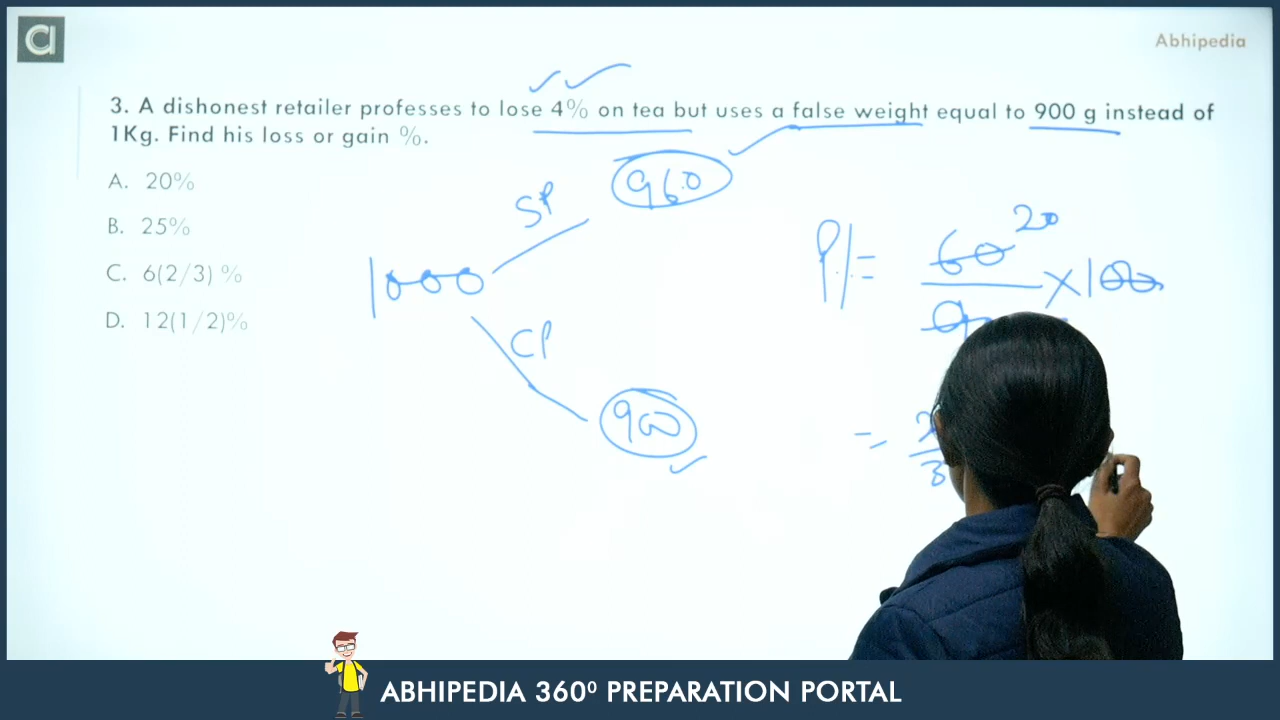 Abhipedia
3. A dishonest retailer professes to lose 4% on tea but uses a false weight equal to 900 g instead of
1Kg. Find his loss or gain %.
A. 20%
B. 25%
C. 6(2/3) %
D. 12(1/2)%
SP
960
1000
CP
900
P% = 60 20
× 100
=
3
ABHIPEDIA 360⁰ PREPARATION PORTAL